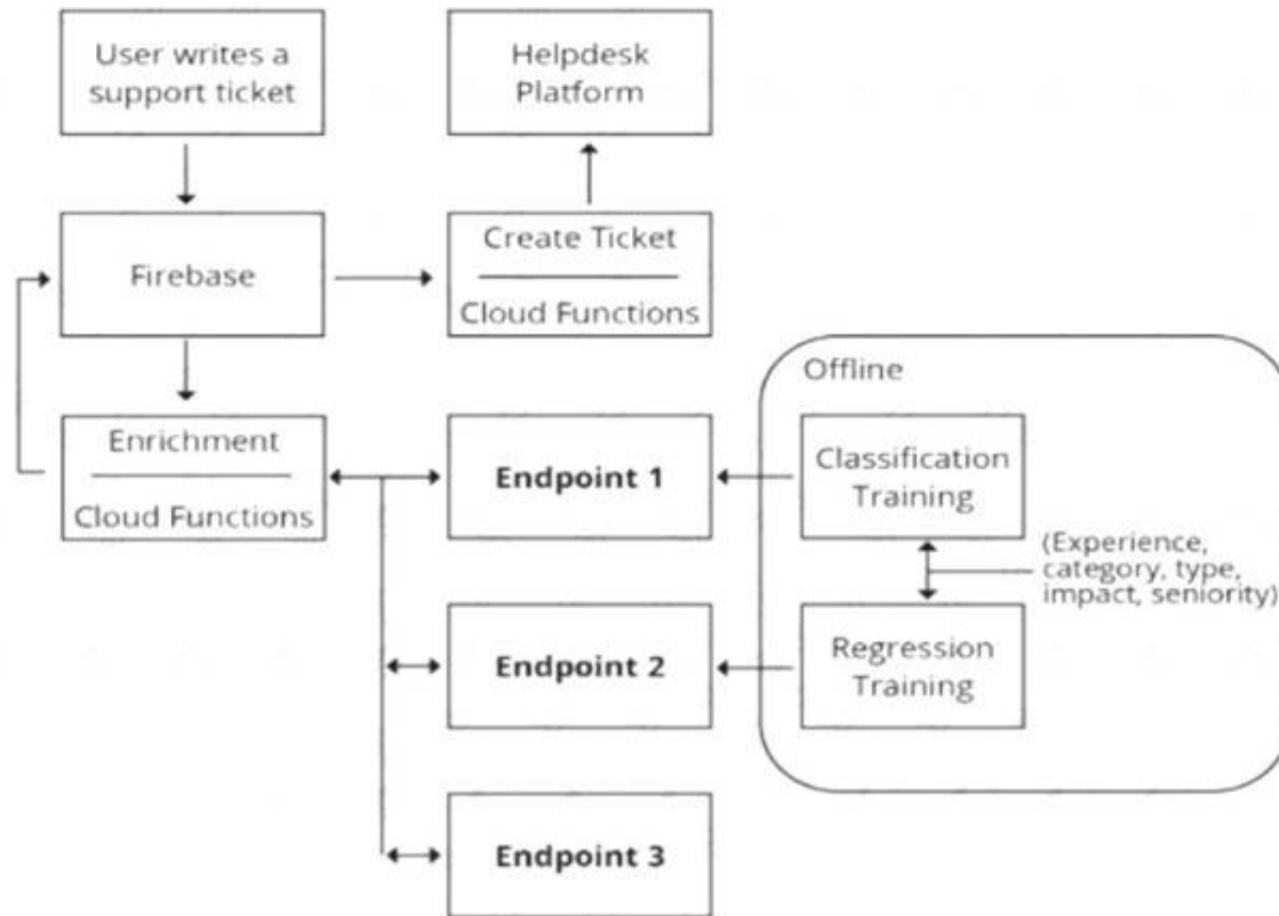 User writes a
support ticket
Helpdesk
Platform
Firebase
Create Ticket
Cloud Functions
Offline
Enrichment
Cloud Functions
Endpoint 1
Classification
Training
(Experience,
category, type,
impact, seniority)
Endpoint 2
Regression
Training
Endpoint 3